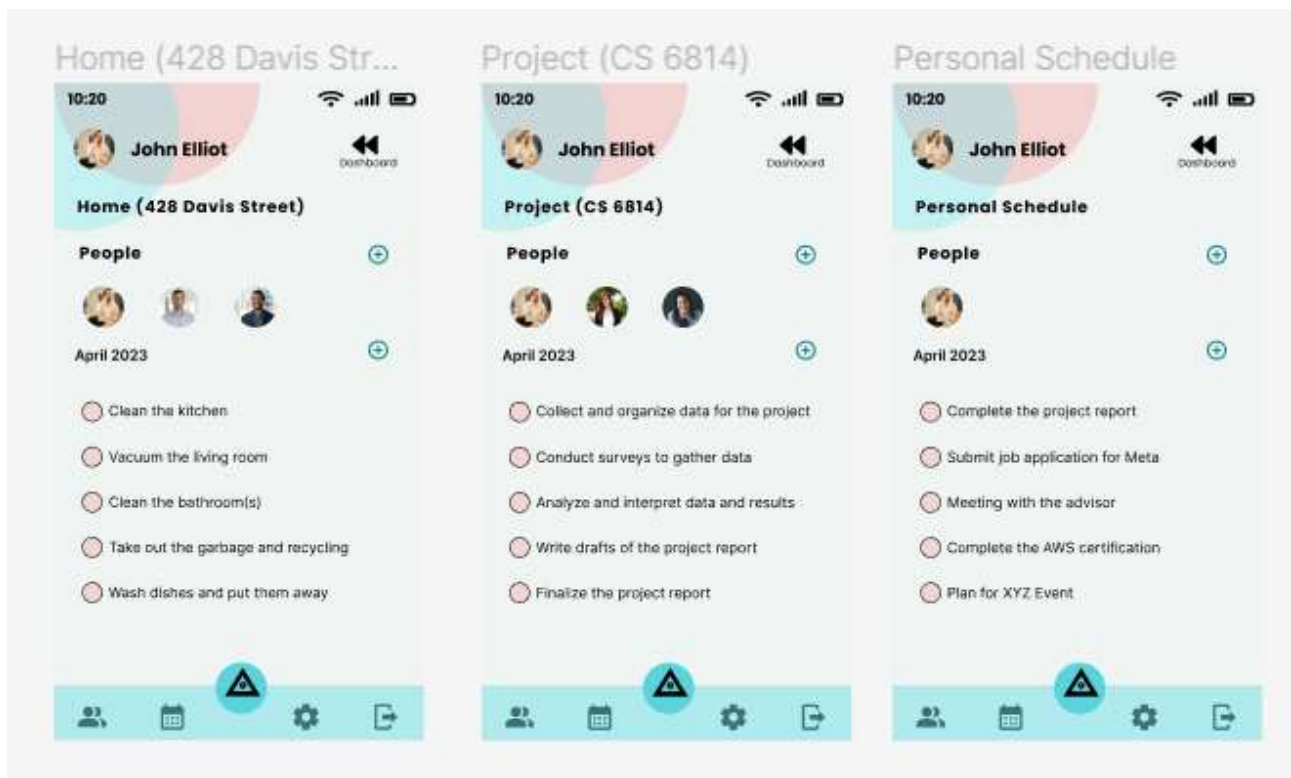 Home (428 Davis Str...
10:20
John Elliot
Dashboard
Home (428 Davis Street)
People
April 2023
Clean the kitchen
Vacuum the living room
Clean the bathroom(s)
Take out the garbage and recycling
Wash dishes and put them away
Project (CS 6814)
10:20
John Elliot
Dashboard
Project (CS 6814)
People
April 2023
Collect and organize data for the project
Conduct surveys to gather data
Analyze and interpret data and results
Write drafts of the project report
Finalize the project report
Personal Schedule
10:20
John Elliot
Dashboard
Personal Schedule
People
April 2023
Complete the project report
Submit job application for Meta
Meeting with the advisor
Complete the AWS certification
Plan for XYZ Event